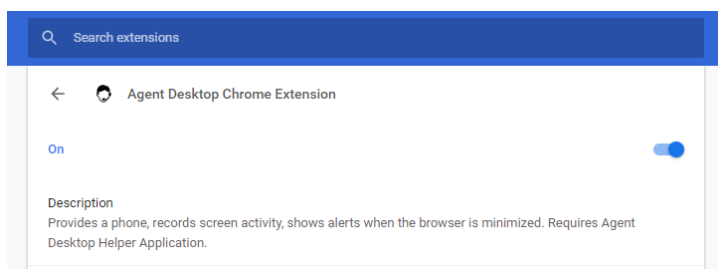 Search extensions
Agent Desktop Chrome Extension
On
Description
Provides a phone, records screen activity, shows alerts when the browser is minimized. Requires Agent
Desktop Helper Application.